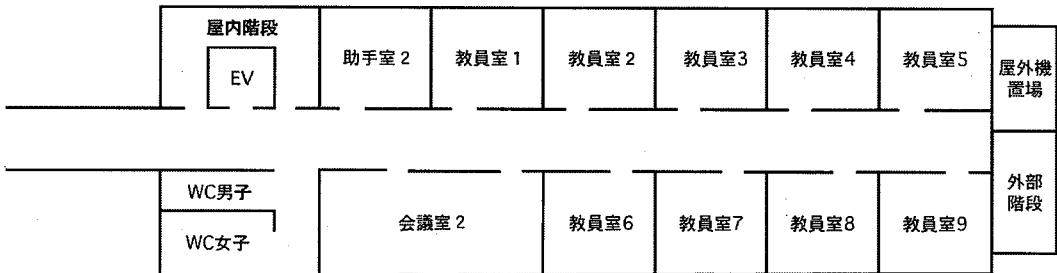 屋内階段
EV
助手室2
教員室1
教員室2
教員室3
教員室4
教員室5
屋外機
置場
WC男子
WC女子
会議室2
教員室6
教員室7
教員室8
教員室9
外部
階段